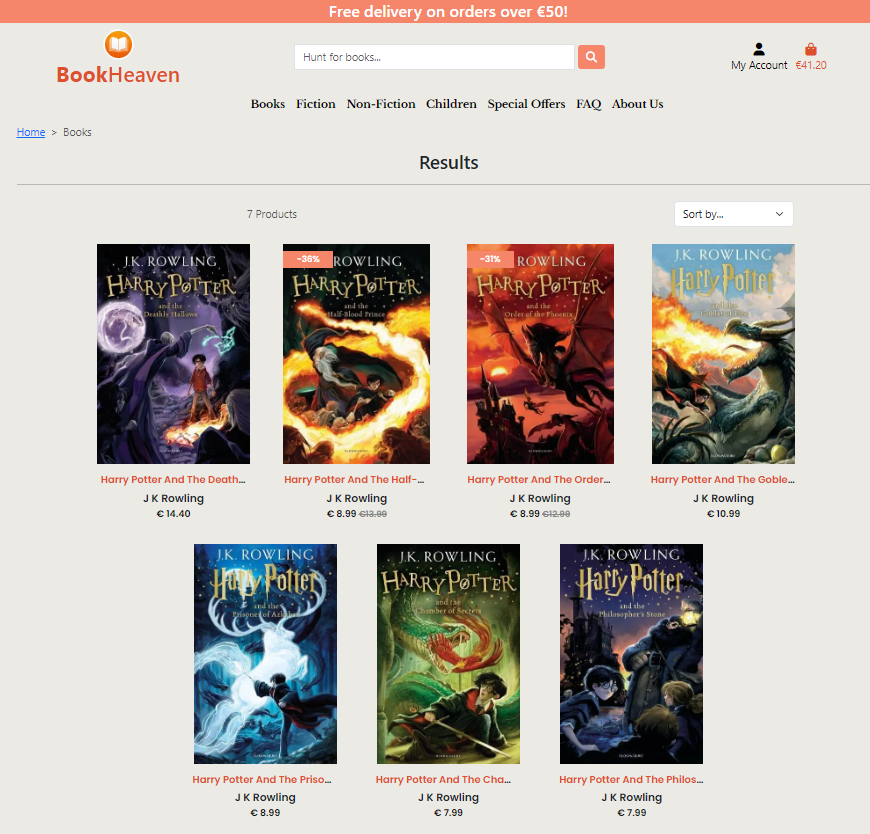 Free delivery on orders over €50!
BookHeaven
Hunt for books...
My Account €41.20
Books Fiction Non-Fiction Children Special Offers FAQ About Us
Home > Books
Results
7 Products
Sort by...
J.K. ROWLING
HARRY POTTER
and the
Deathly Hallows
-36%
ROWLING
HARRY POTTER
and the
Half-Blood Prince
-31%
ROWLING
HARRY POTTER
and the
Order of the Phoenix
J.K. ROWLING
Harry Potter
and the
Goblet of Fire
Harry Potter And The Death...
J K Rowling
€ 14.40
Harry Potter And The Half-...
J K Rowling
€ 8.99 €13.99
Harry Potter And The Order...
J K Rowling
€ 8.99 €12.99
Harry Potter And The Goble...
J K Rowling
€ 10.99
J.K. ROWLING
Harry Potter
and the
Prisoner of Azkaban
J.K. ROWLING
HARRY POTTER
and the
Chamber of Secrets
BLOOMSBURY
J.K. ROWLING
Harry Potter
and the
Philosopher's Stone
BLOOMSBURY
Harry Potter And The Priso...
J K Rowling
€ 8.99
Harry Potter And The Cha...
J K Rowling
€ 7.99
Harry Potter And The Philos...
J K Rowling
€ 7.99